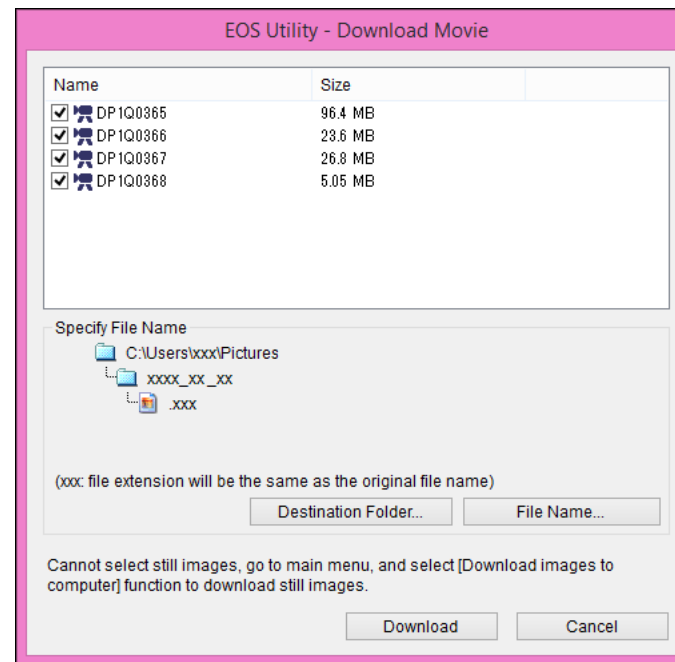 EOS Utility - Download Movie
Name Size
DP1Q0365 96.4 MB
DP1Q0366 23.6 MB
DP1Q0367 26.8 MB
DP1Q0368 5.05 MB
Specify File Name
C:\Users\xxx\Pictures
xxxx_xx_xx
.xxx
(xxx: file extension will be the same as the original file name)
Destination Folder... File Name...
Cannot select still images, go to main menu, and select [Download images to
computer] function to download still images.
Download Cancel